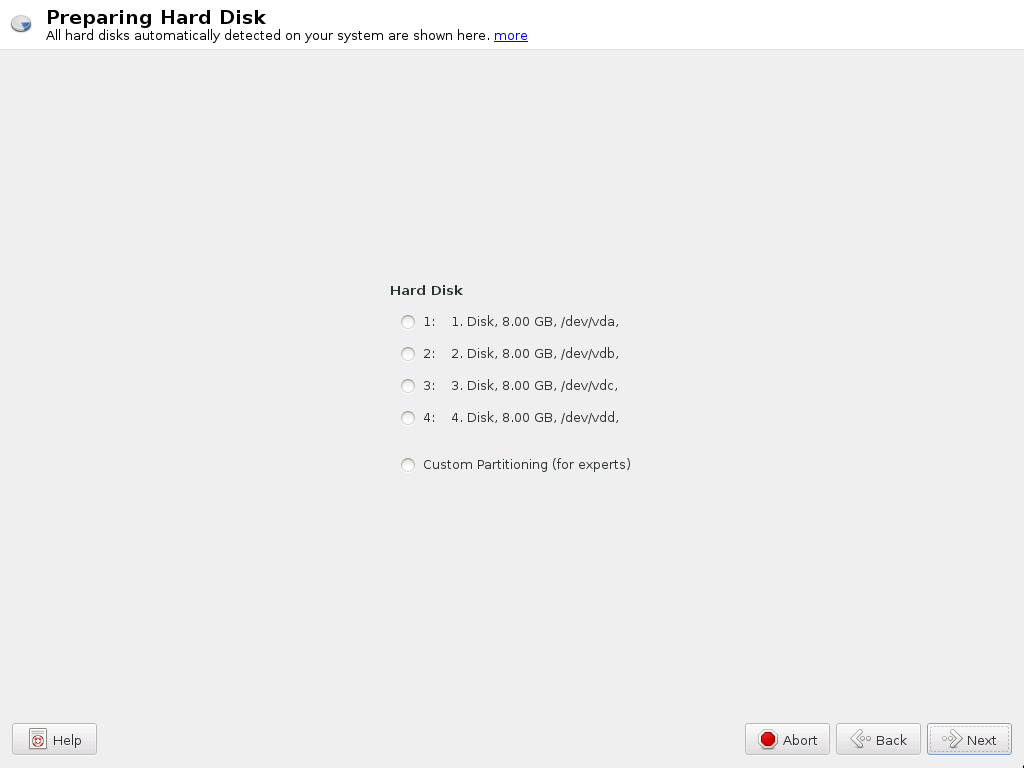 Preparing Hard Disk
All hard disks automatically detected on your system are shown here. more
Hard Disk
1: 1. Disk, 8.00 GB, /dev/vda,
2: 2. Disk, 8.00 GB, /dev/vdb,
3: 3. Disk, 8.00 GB, /dev/vdc,
4: 4. Disk, 8.00 GB, /dev/vdd,
Custom Partitioning (for experts)
Help Abort Back Next